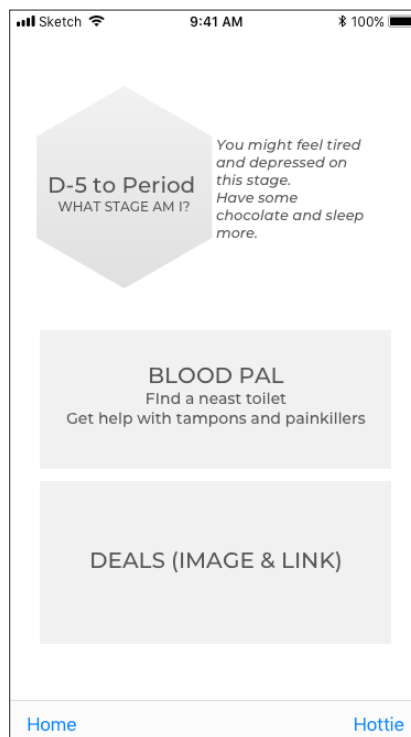 Sketch 9:41 AM 100%
D-5 to Period
WHAT STAGE AM I?
You might feel tired
and depressed on
this stage.
Have some
chocolate and sleep
more.
BLOOD PAL
FInd a neast toilet
Get help with tampons and painkillers
DEALS (IMAGE & LINK)
Home Hottie